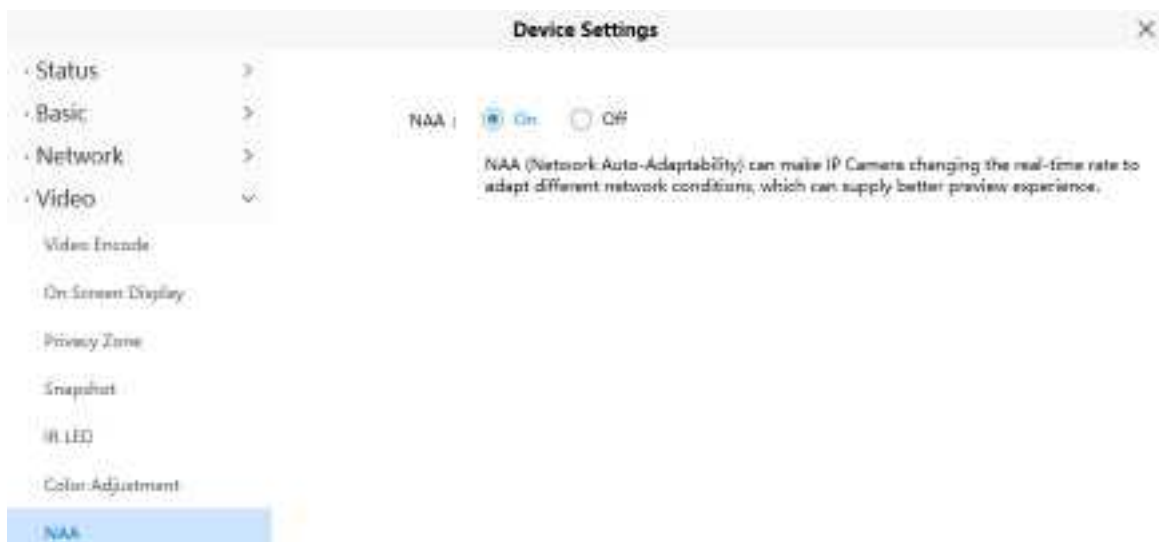 Device Settings
Status
Basic
Network
Video
Video Encode
On Screen Display
Privacy Zone
Snapshot
IR LED
Color Adjustment
NAA
NAA : On Off
NAA (Network Auto-Adaptability) can make IP Camera changing the real-time rate to
adapt different network conditions, which can supply better preview experience.